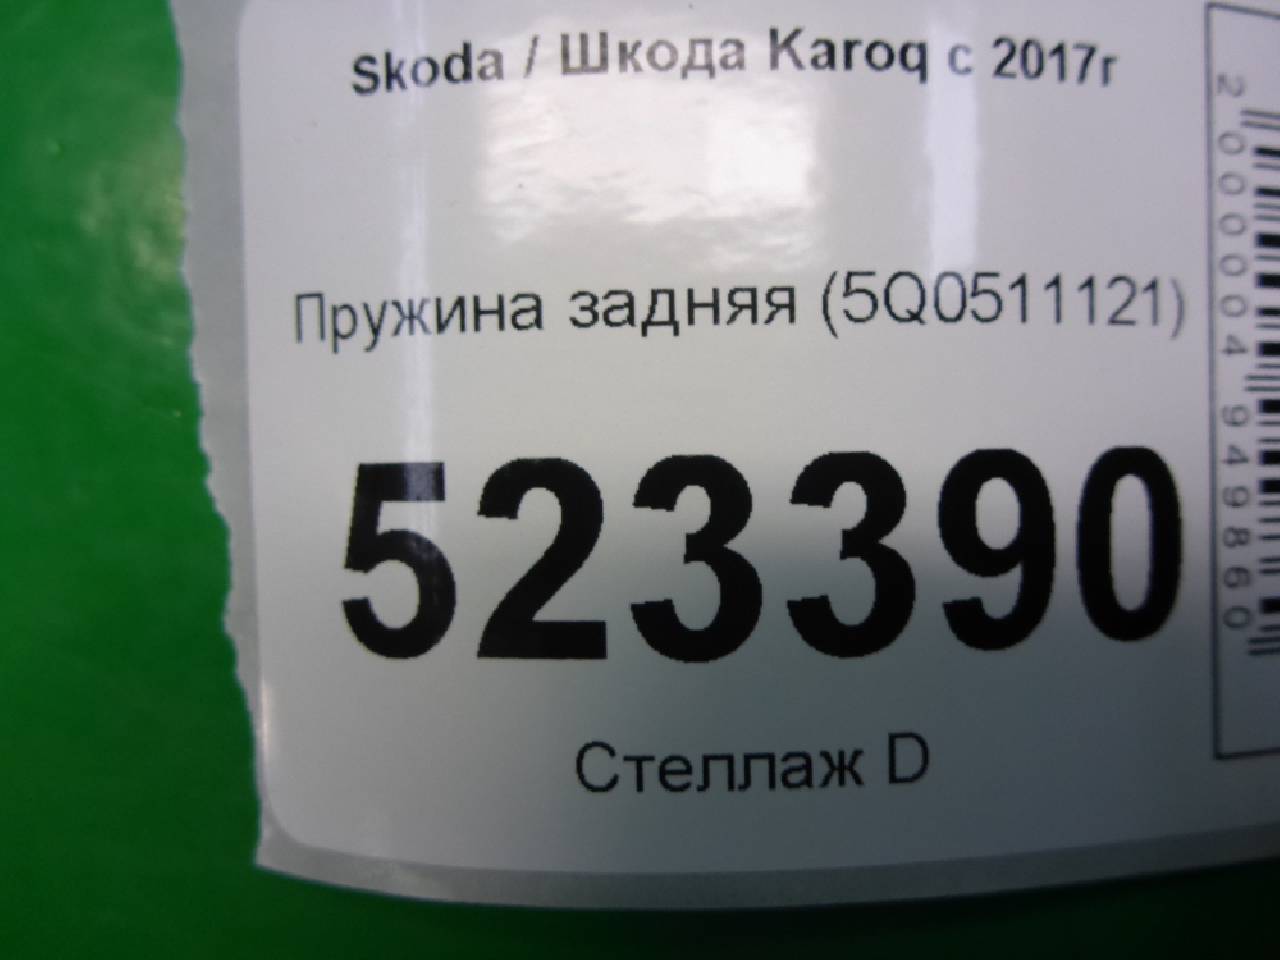 Skoda / Шкода Karoq с 2017г
Пружина задняя (5Q0511121)
523390
Стеллаж D
2000004949860